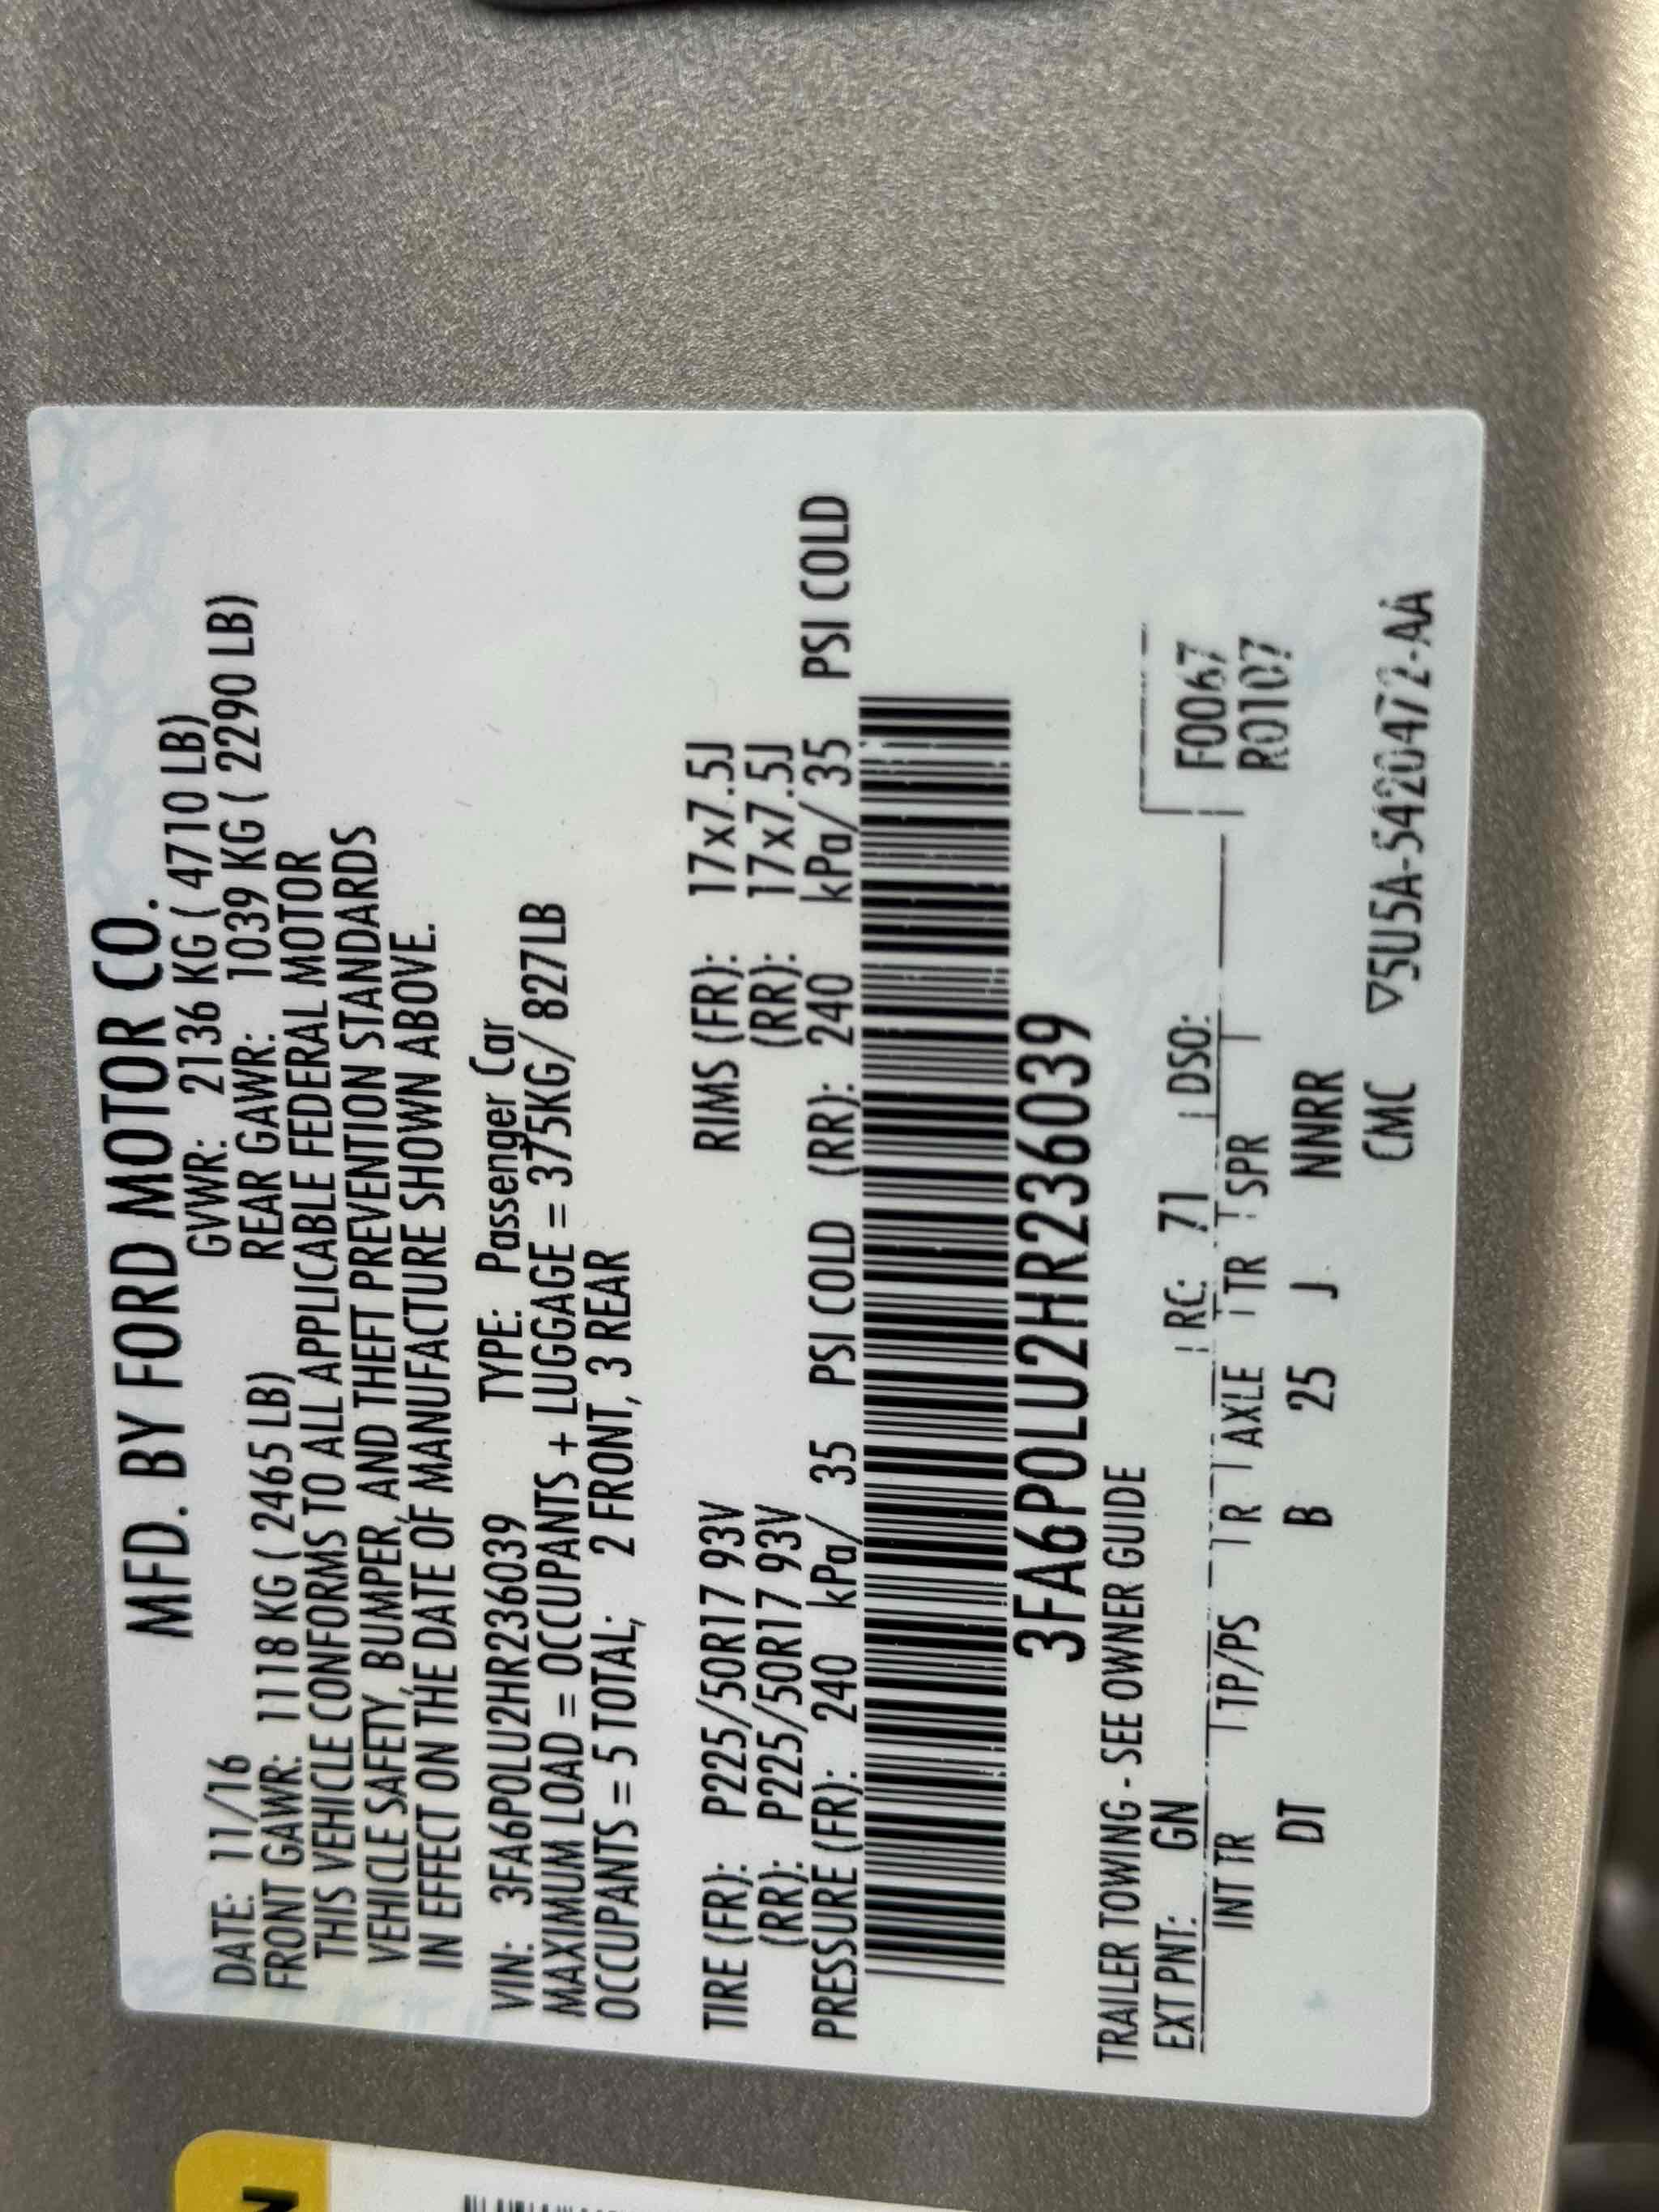 MFD. BY FORD MOTOR CO.
DATE: 11/16 GVWR: 2136 KG ( 4710 LB)
FRONT GAWR: 1118 KG ( 2465 LB) REAR GAWR: 1039 KG ( 2290 LB)
THIS VEHICLE CONFORMS TO ALL APPLICABLE FEDERAL MOTOR
VEHICLE SAFETY, BUMPER, AND THEFT PREVENTION STANDARDS
IN EFFECT ON THE DATE OF MANUFACTURE SHOWN ABOVE.
VIN: 3FA6P0LU2HR236039 TYPE: Passenger Car
MAXIMUM LOAD = OCCUPANTS + LUGGAGE = 375KG/ 827LB
OCCUPANTS = 5 TOTAL; 2 FRONT, 3 REAR
TIRE (FR): P225/50R17 93V RIMS (FR): 17x7.5J
(RR): P225/50R17 93V (RR): 17x7.5J
PRESSURE (FR): 240 kPa/ 35 PSI COLD (RR): 240 kPa/ 35 PSI COLD
3FA6P0LU2HR236039
TRAILER TOWING - SEE OWNER GUIDE
EXT PNT: GN RC: 71 DSO: F0067
INT TR TP/PS R AXLE TR SPR R0107
DT B 25 J NNRR
CMC ▽5U5A-5420472-AA
N